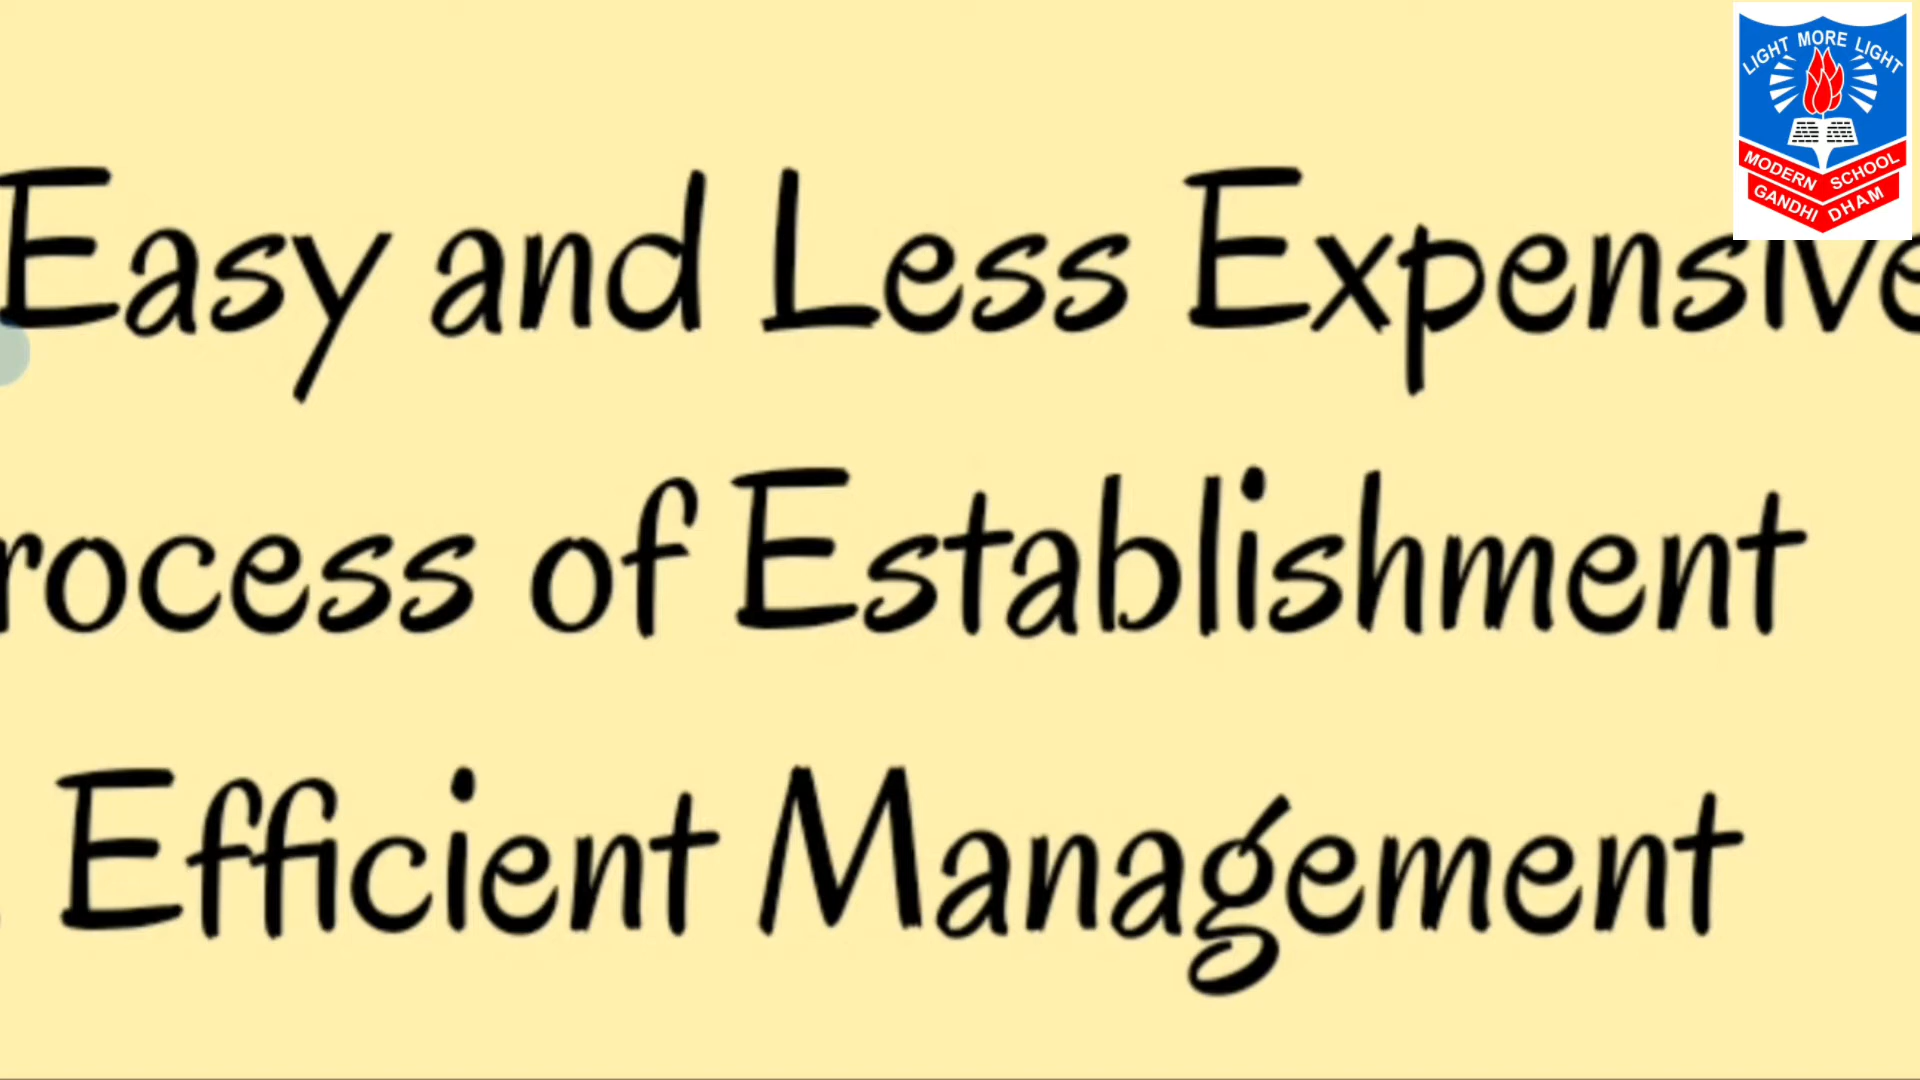 LIGHT MORE LIGHT
MODERN SCHOOL
GANDHI DHAM
Easy and Less Expensive
rocess of Establishment
Efficient Management